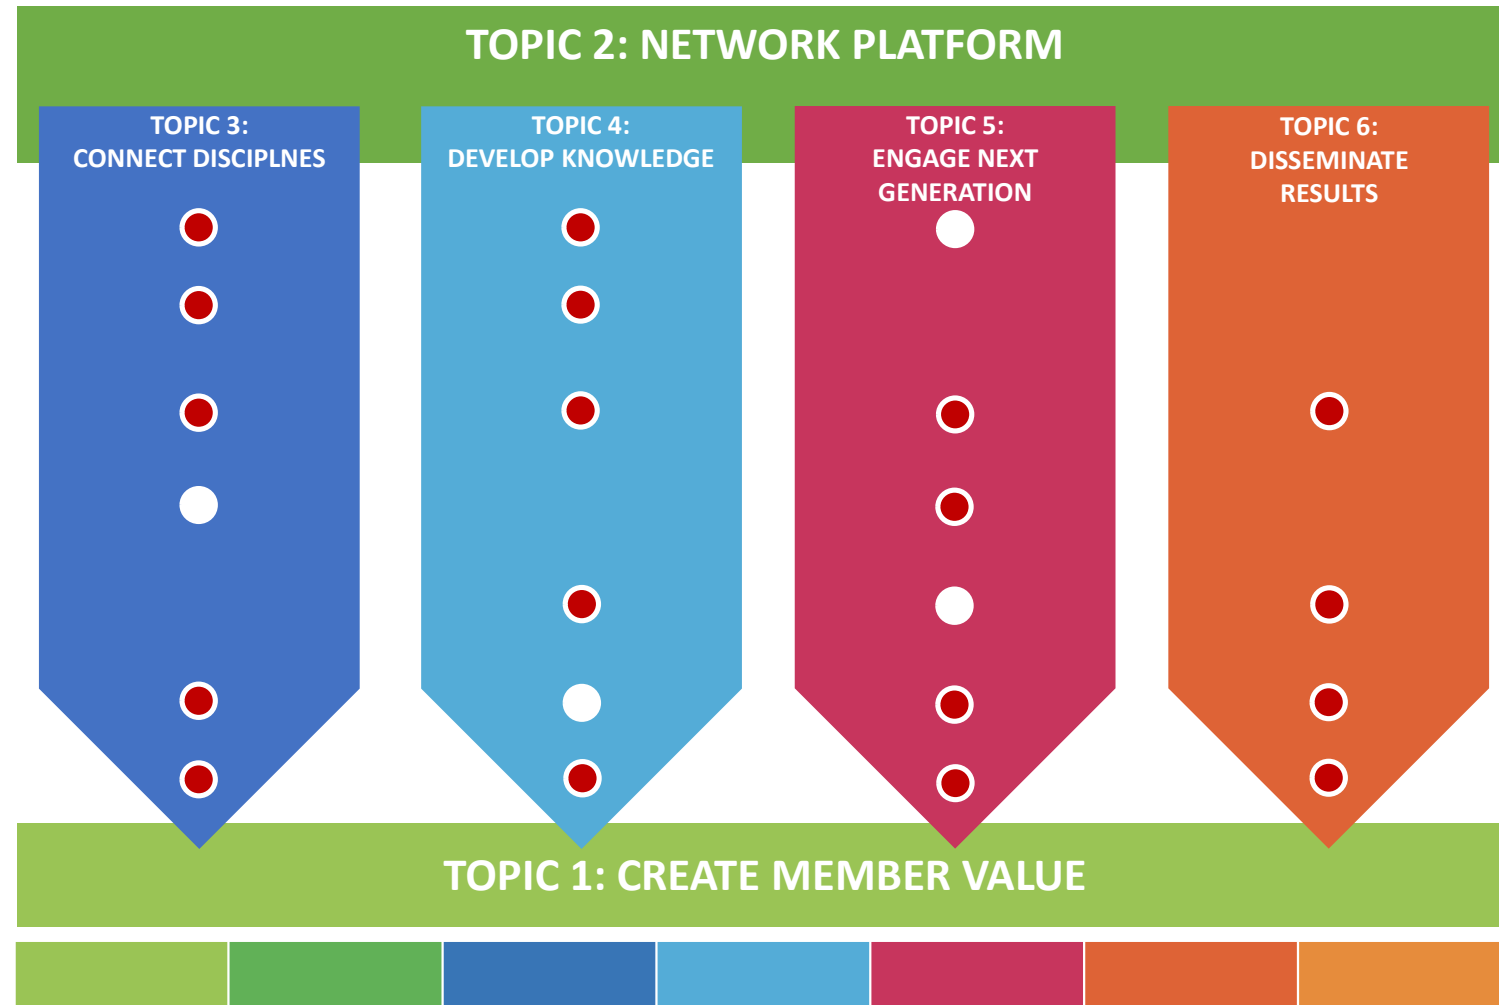 TOPIC 2: NETWORK PLATFORM
TOPIC 3:
CONNECT DISCIPLNES
TOPIC 4:
DEVELOP KNOWLEDGE
TOPIC 5:
ENGAGE NEXT
GENERATION
TOPIC 6:
DISSEMINATE
RESULTS
TOPIC 1: CREATE MEMBER VALUE